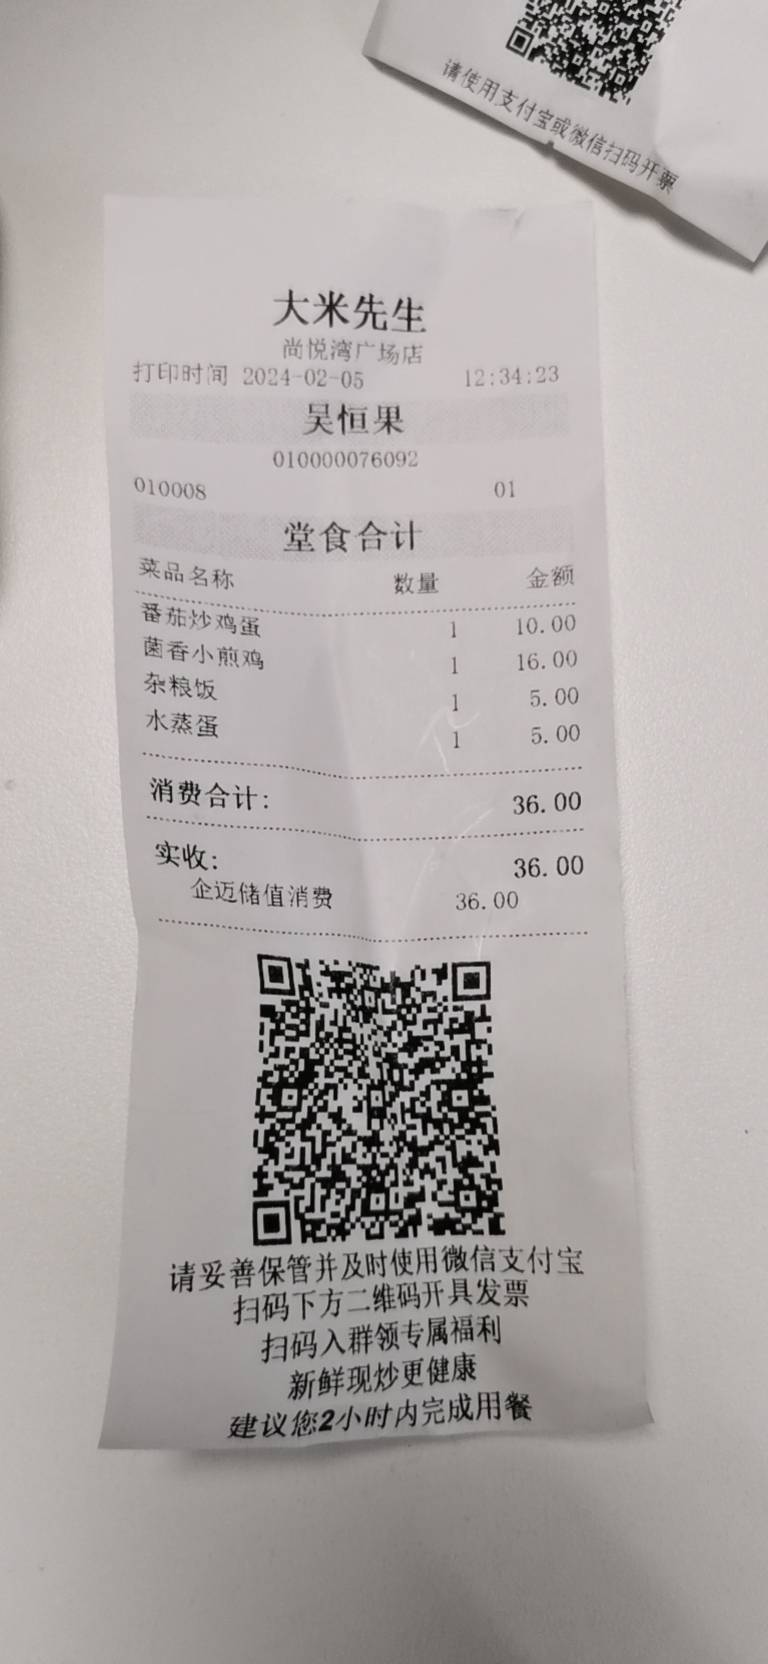 请使用支付宝或微信扫码开票
大米先生
尚悦湾广场店
打印时间 2024-02-05 12:34:23
吴恒果
010000076092
010008 01
堂食合计
菜品名称 数量 金额
番茄炒鸡蛋 1 10.00
菌香小煎鸡 1 16.00
杂粮饭 1 5.00
水蒸蛋 1 5.00
消费合计: 36.00
实收: 36.00
企迈储值消费 36.00
请妥善保管并及时使用微信支付宝
扫码下方二维码开具发票
扫码入群领专属福利
新鲜现炒更健康
建议您2小时内完成用餐